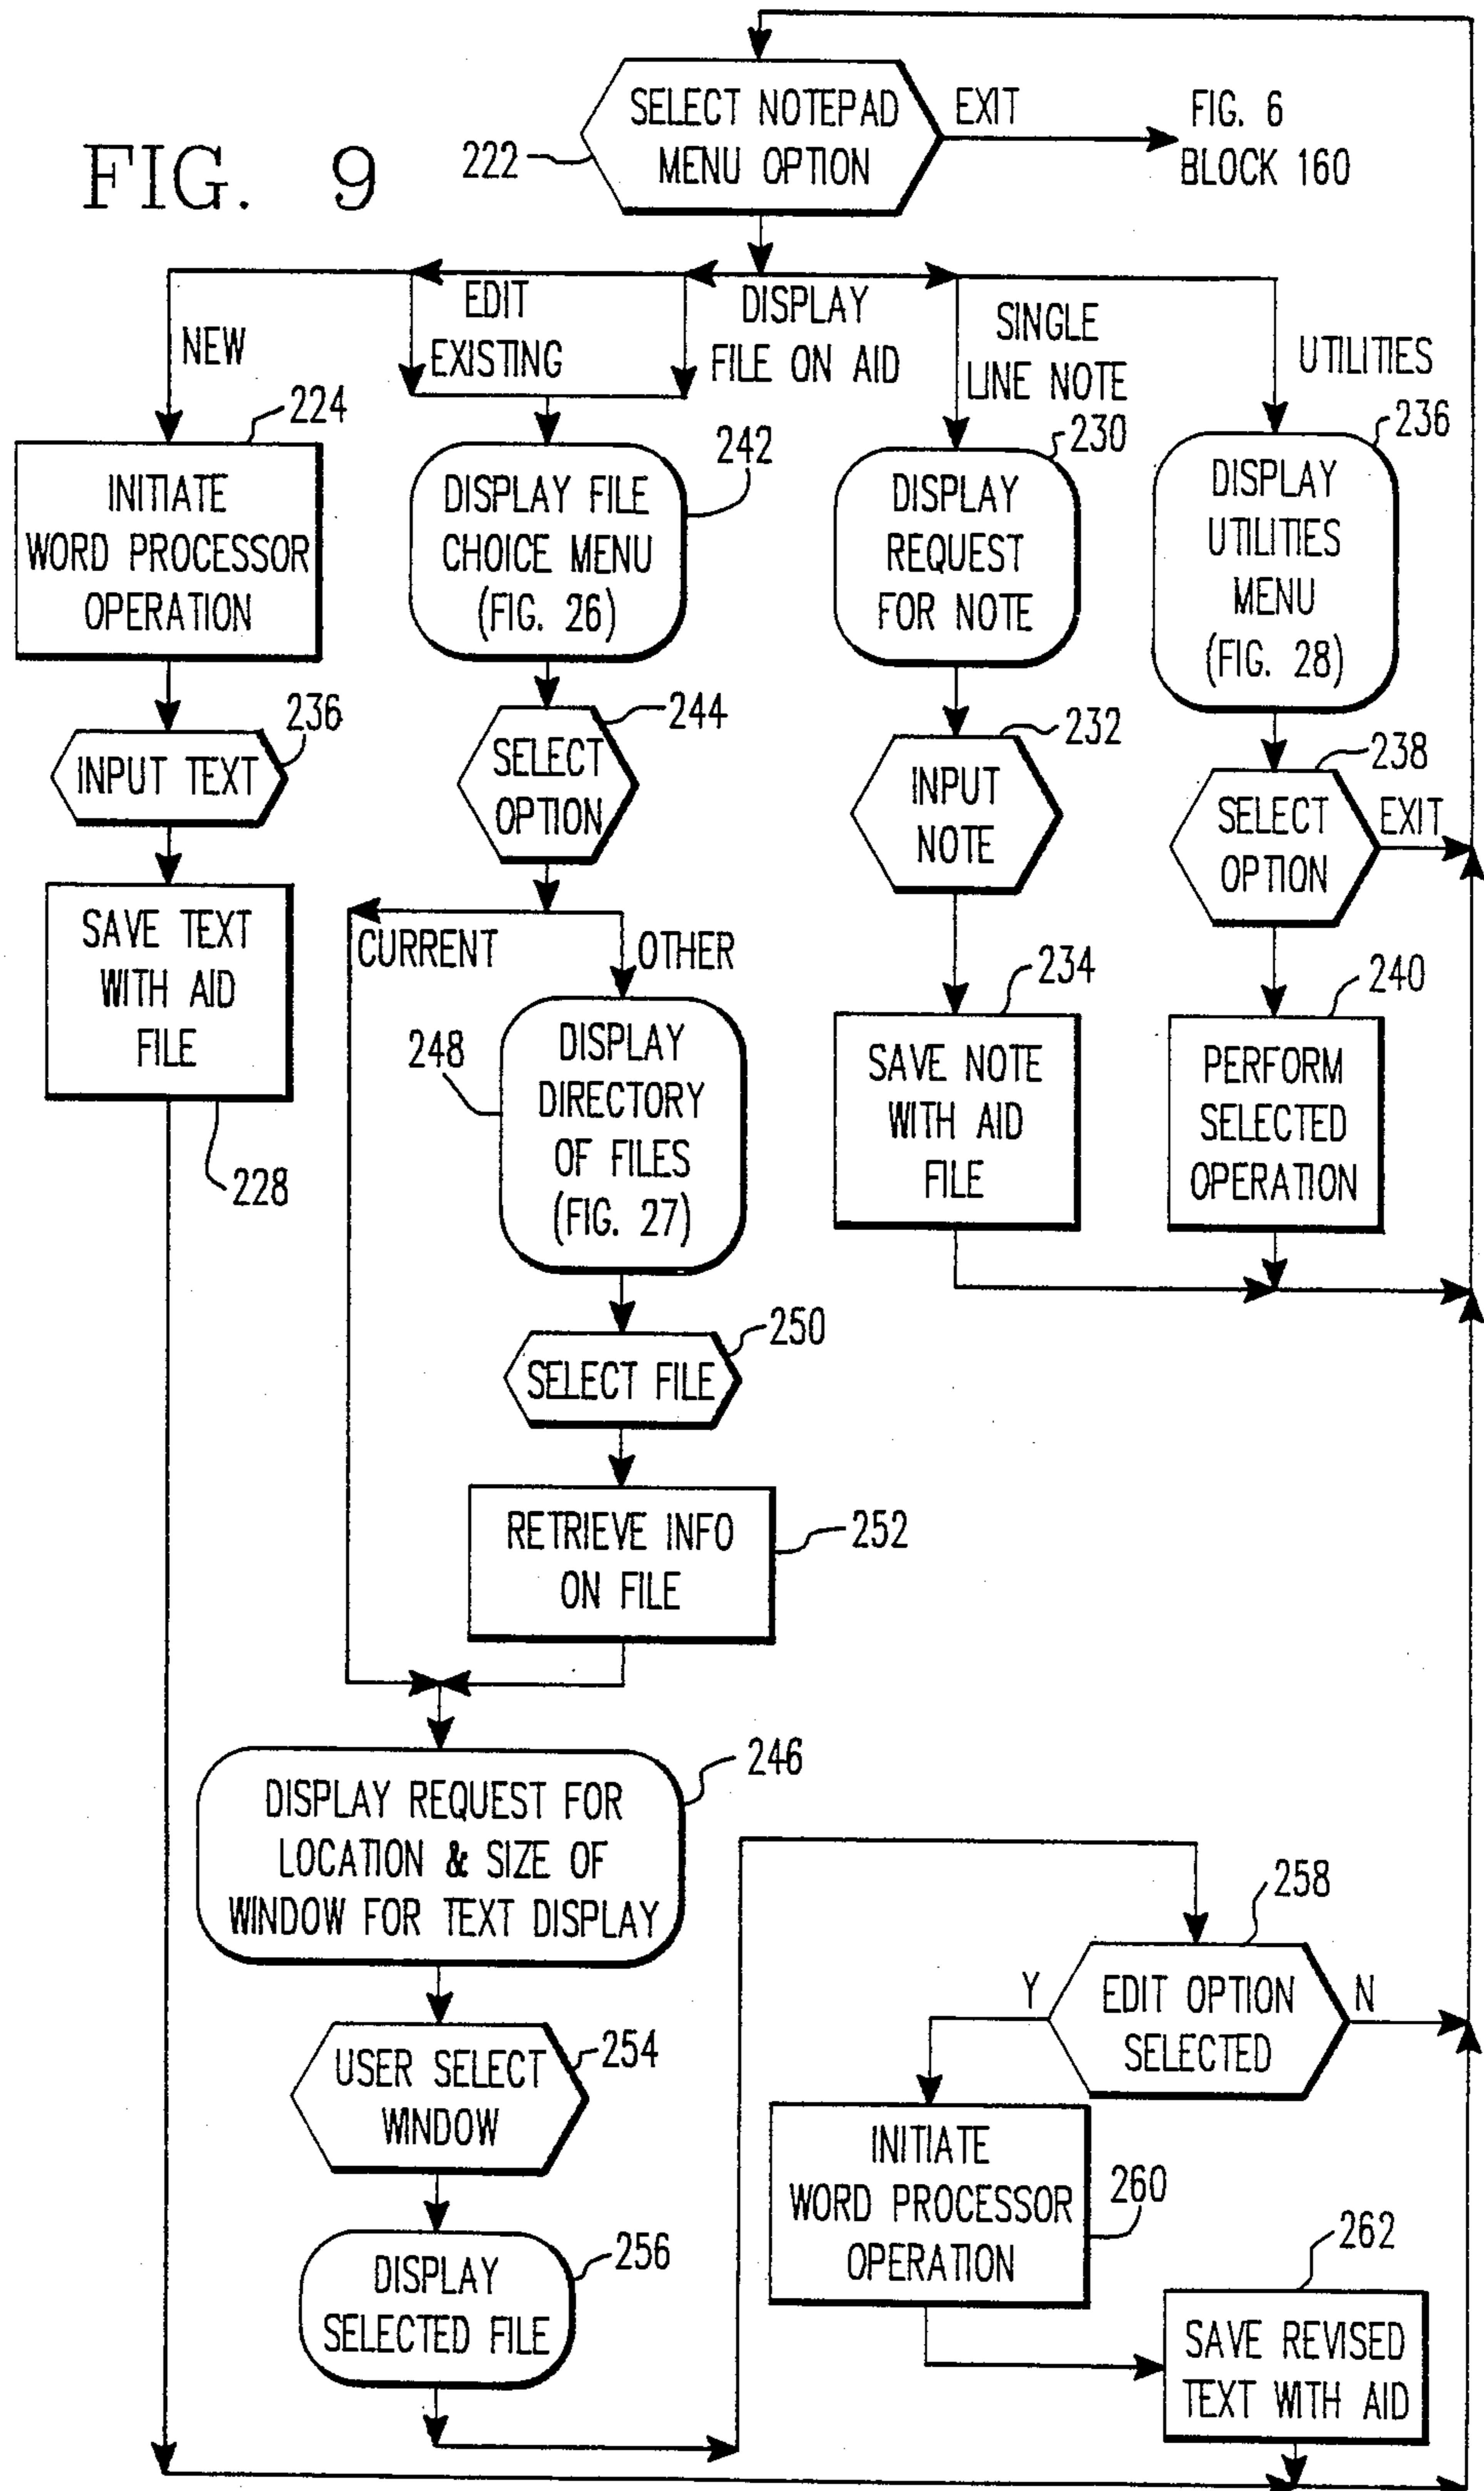 FIG. 9
SELECT NOTEPAD
MENU OPTION
222
EXIT
FIG. 6
BLOCK 160
NEW
EDIT
EXISTING
DISPLAY
FILE ON AID
SINGLE
LINE NOTE
UTILITIES
224
INITIATE
WORD PROCESSOR
OPERATION
242
DISPLAY FILE
CHOICE MENU
(FIG. 26)
230
DISPLAY
REQUEST
FOR NOTE
236
DISPLAY
UTILITIES
MENU
(FIG. 28)
236
INPUT TEXT
244
SELECT
OPTION
232
INPUT
NOTE
238
SELECT
OPTION
EXIT
SAVE TEXT
WITH AID
FILE
228
CURRENT
OTHER
248
DISPLAY
DIRECTORY
OF FILES
(FIG. 27)
234
SAVE NOTE
WITH AID
FILE
240
PERFORM
SELECTED
OPERATION
250
SELECT FILE
RETRIEVE INFO
ON FILE
252
246
DISPLAY REQUEST FOR
LOCATION & SIZE OF
WINDOW FOR TEXT DISPLAY
254
USER SELECT
WINDOW
256
DISPLAY
SELECTED FILE
258
EDIT OPTION
SELECTED
Y
N
INITIATE
WORD PROCESSOR
OPERATION
260
262
SAVE REVISED
TEXT WITH AID